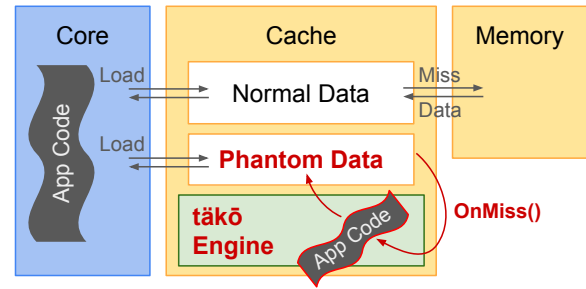 Core
Cache
Memory
Load
Normal Data
Miss
Data
App Code
Load
Phantom Data
täkō
Engine
App Code
OnMiss()